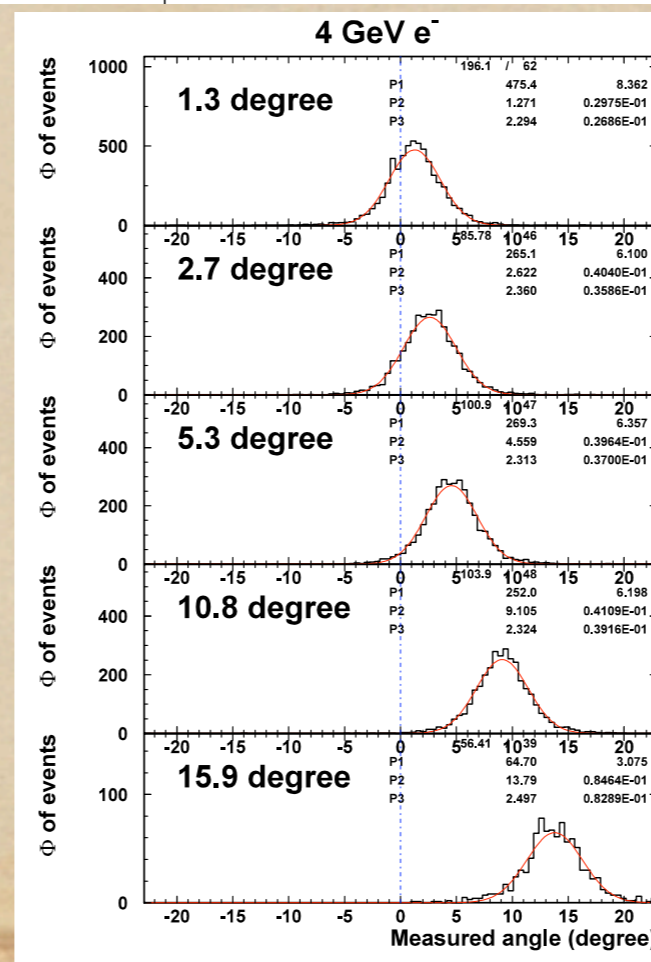 4 GeV e-
Φ of events
1000
500
0
1.3 degree
196.1 / 62
P1 475.4 8.362
P2 1.271 0.2975E-01
P3 2.294 0.2686E-01
-20 -15 -10 -5 0 5 10 15 20
Φ of events
400
200
0
2.7 degree
85.78 / 46
P1 265.1 6.100
P2 2.622 0.4040E-01
P3 2.360 0.3586E-01
-20 -15 -10 -5 0 5 10 15 20
Φ of events
400
200
0
5.3 degree
100.9 / 47
P1 269.3 6.357
P2 4.559 0.3964E-01
P3 2.313 0.3700E-01
-20 -15 -10 -5 0 5 10 15 20
Φ of events
400
200
0
10.8 degree
103.9 / 48
P1 252.0 6.198
P2 9.105 0.4109E-01
P3 2.324 0.3916E-01
-20 -15 -10 -5 0 5 10 15 20
Φ of events
100
0
15.9 degree
56.41 / 39
P1 64.70 3.075
P2 13.79 0.8464E-01
P3 2.497 0.8289E-01
-20 -15 -10 -5 0 5 10 15 20
Measured angle (degree)